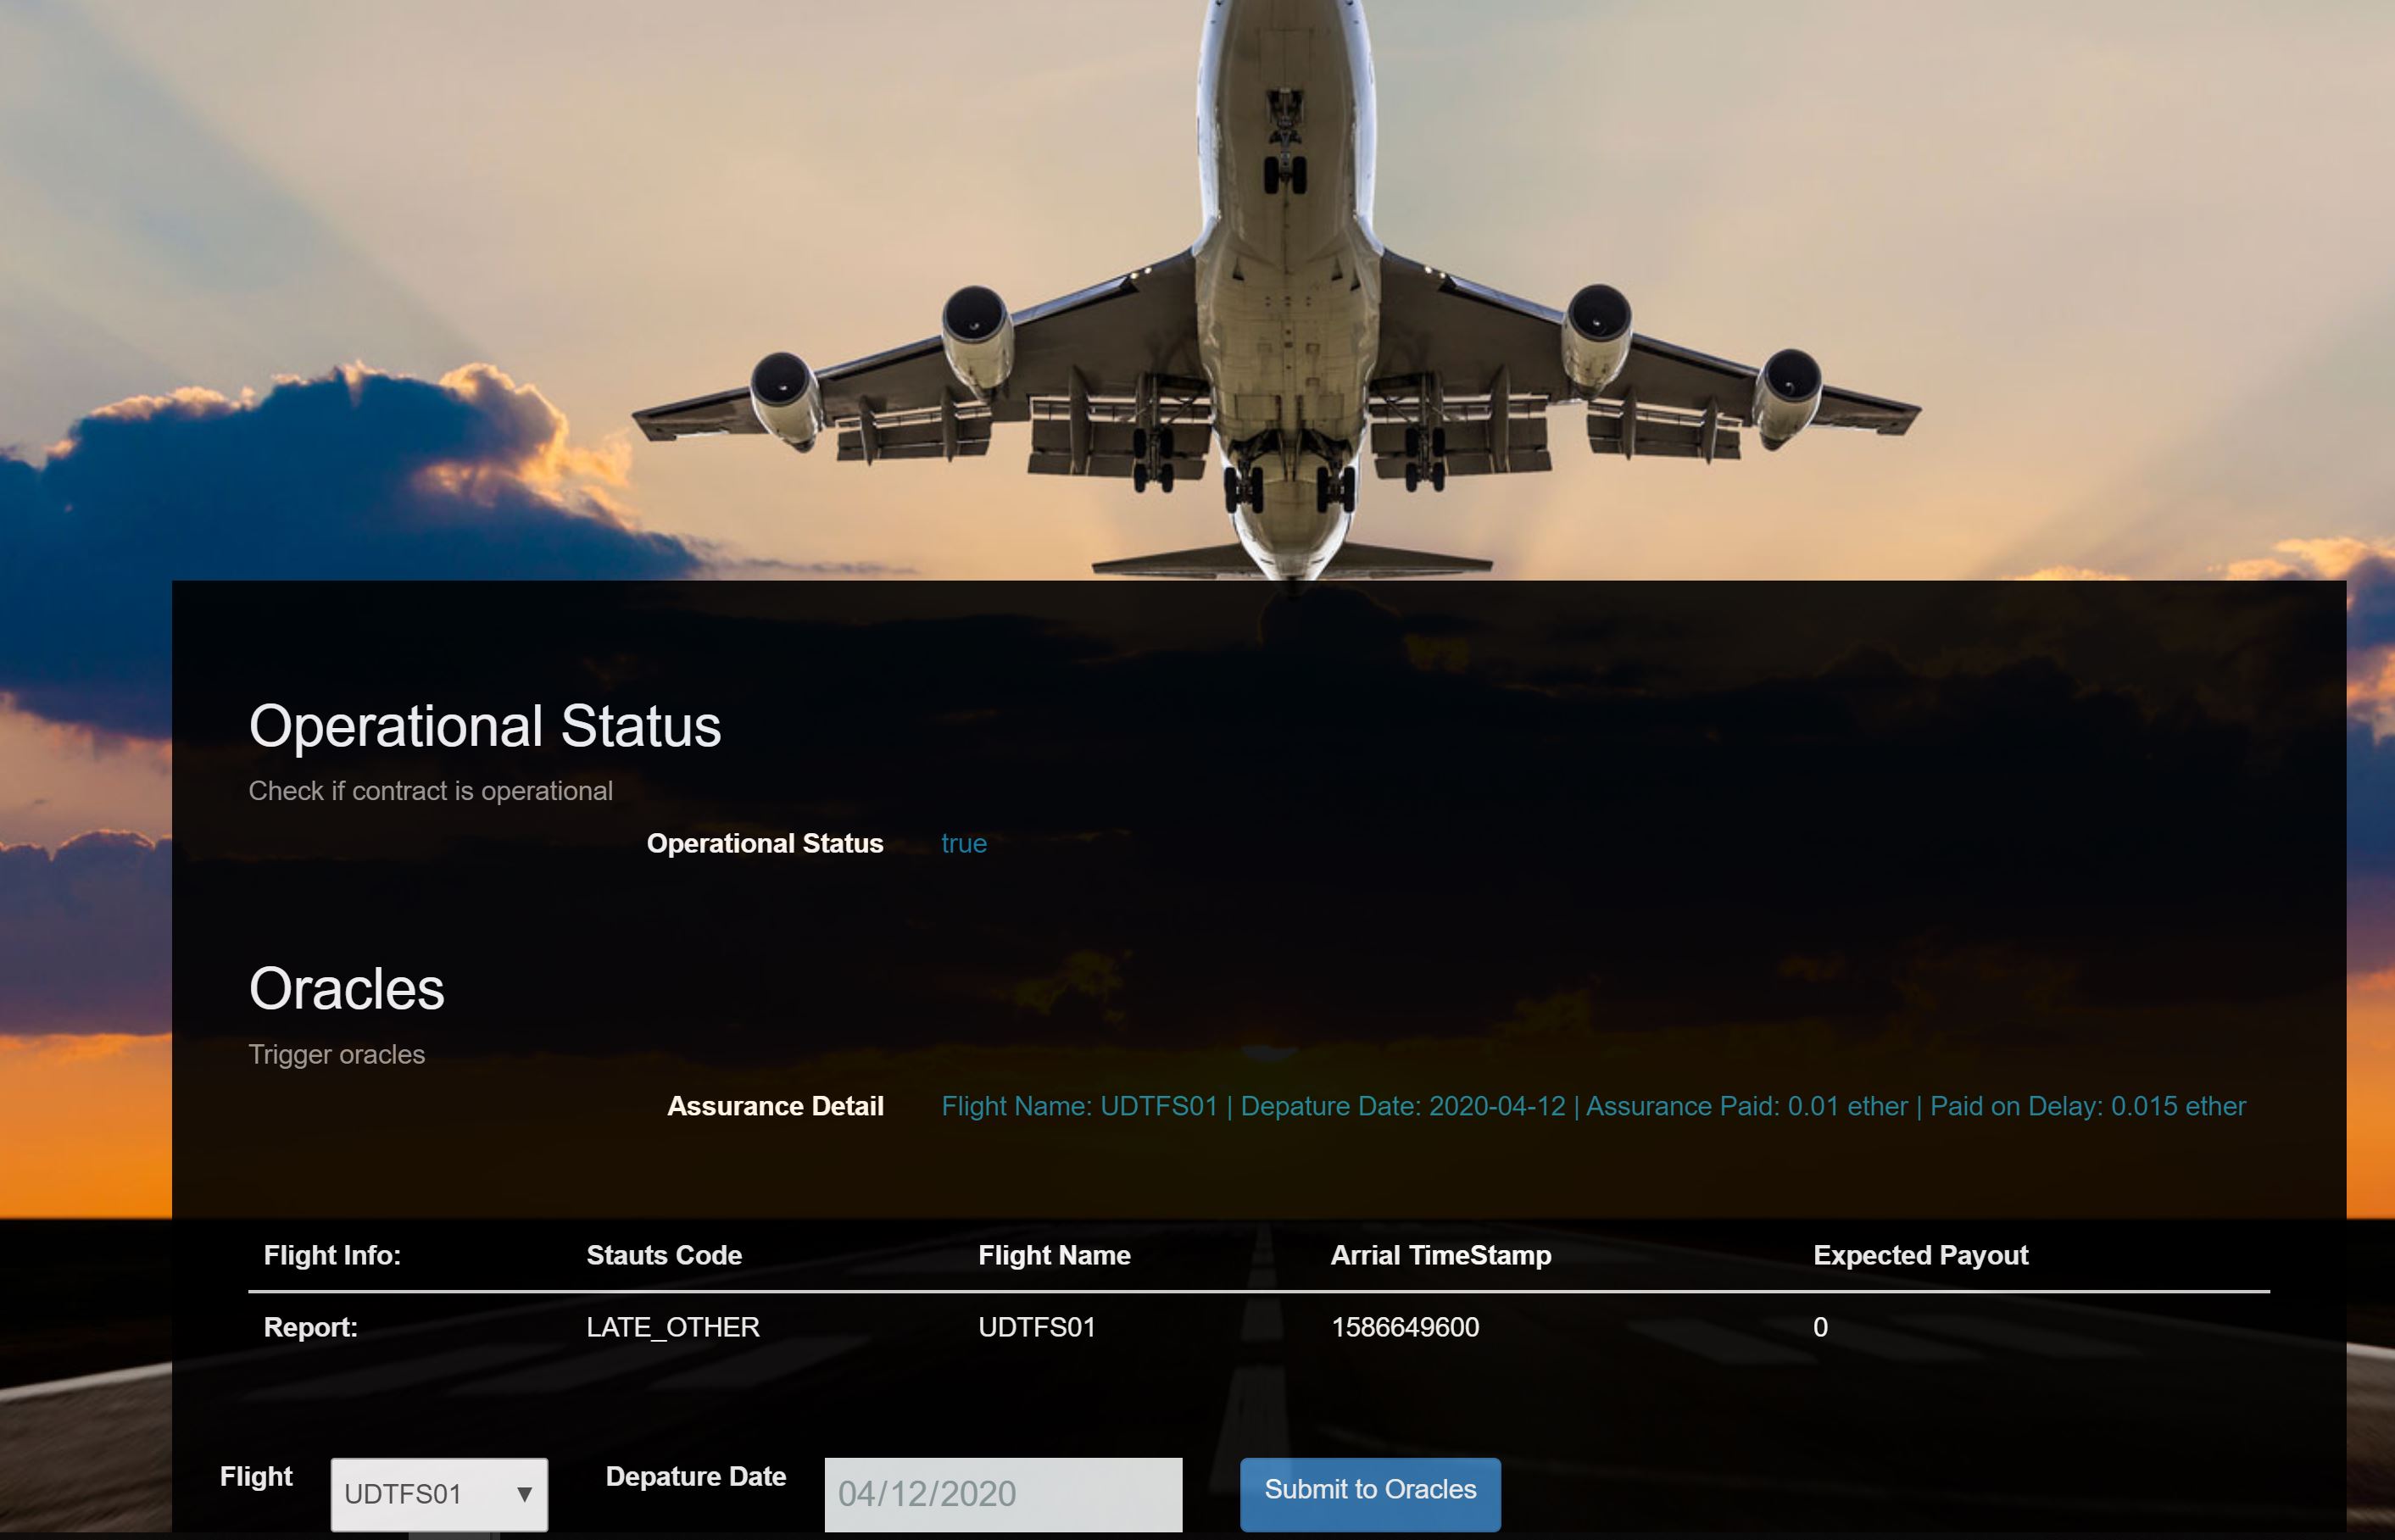 Operational Status
Check if contract is operational
Operational Status true
Oracles
Trigger oracles
Assurance Detail Flight Name: UDTFS01 | Depature Date: 2020-04-12 | Assurance Paid: 0.01 ether | Paid on Delay: 0.015 ether
Flight Info: Stauts Code Flight Name Arrial TimeStamp Expected Payout
Report: LATE_OTHER UDTFS01 1586649600 0
Flight UDTFS01 ▼ Depature Date 04/12/2020 Submit to Oracles